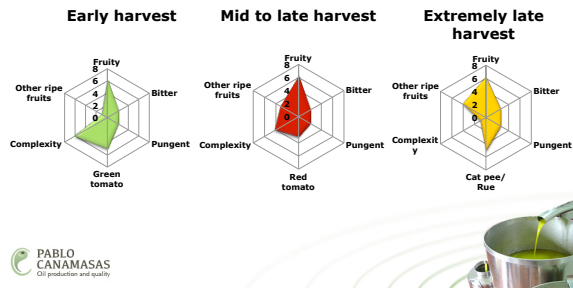 Early harvest
Fruity
8
6
4
2
0
Bitter
Pungent
Green
tomato
Complexity
Other ripe
fruits
Mid to late harvest
Fruity
8
6
4
2
0
Bitter
Pungent
Red
tomato
Complexity
Other ripe
fruits
Extremely late
harvest
Fruity
8
6
4
2
0
Bitter
Pungent
Cat pee/
Rue
Complexit
y
Other ripe
fruits
PABLO
CANAMASAS
Oil production and quality